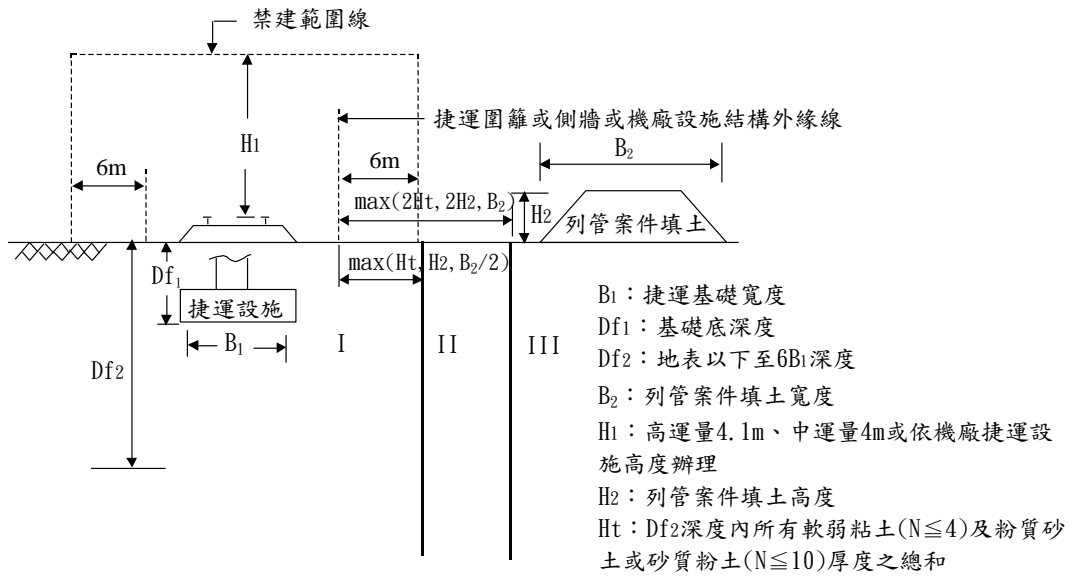 禁建範圍線
捷運圍籬或側牆或機廠設施結構外緣線
H1
B2
6m
6m
max(2Ht,2H2,B2)
H2
列管案件填土
Df1
max(Ht,H2,B2/2)
捷運設施
B1
I
II
III
Df2
B1：捷運基礎寬度
Df1：基礎底深度
Df2：地表以下至6B1深度
B2：列管案件填土寬度
H1：高運量4.1m、中運量4m或依機廠捷運設
施高度辦理
H2：列管案件填土高度
Ht：Df2深度內所有軟弱粘土(N≦4)及粉質砂
土或砂質粉土(N≦10)厚度之總和